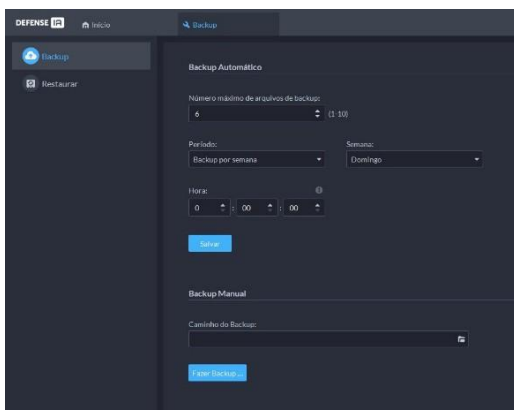 DEFENSE IA Início Backup
Backup
Restaurar
Backup Automático
Número máximo de arquivos de backup:
6 (1-10)
Período: Semana:
Backup por semana Domingo
Hora:
0 : 00 : 00
Salvar
Backup Manual
Caminho do Backup:
Fazer Backup ...